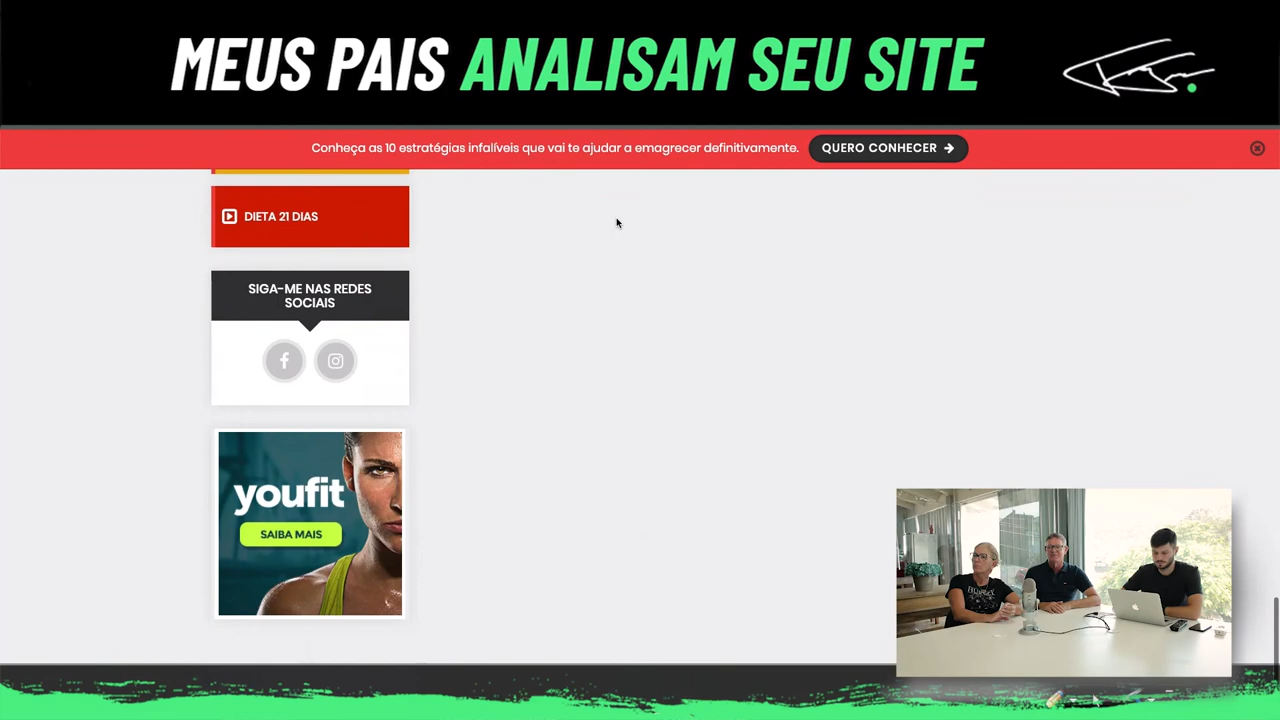 MEUS PAIS ANALISAM SEU SITE
Conheça as 10 estratégias infalíveis que vai te ajudar a emagrecer definitivamente.
QUERO CONHECER
DIETA 21 DIAS
SIGA-ME NAS REDES
SOCIAIS
youfit
SAIBA MAIS